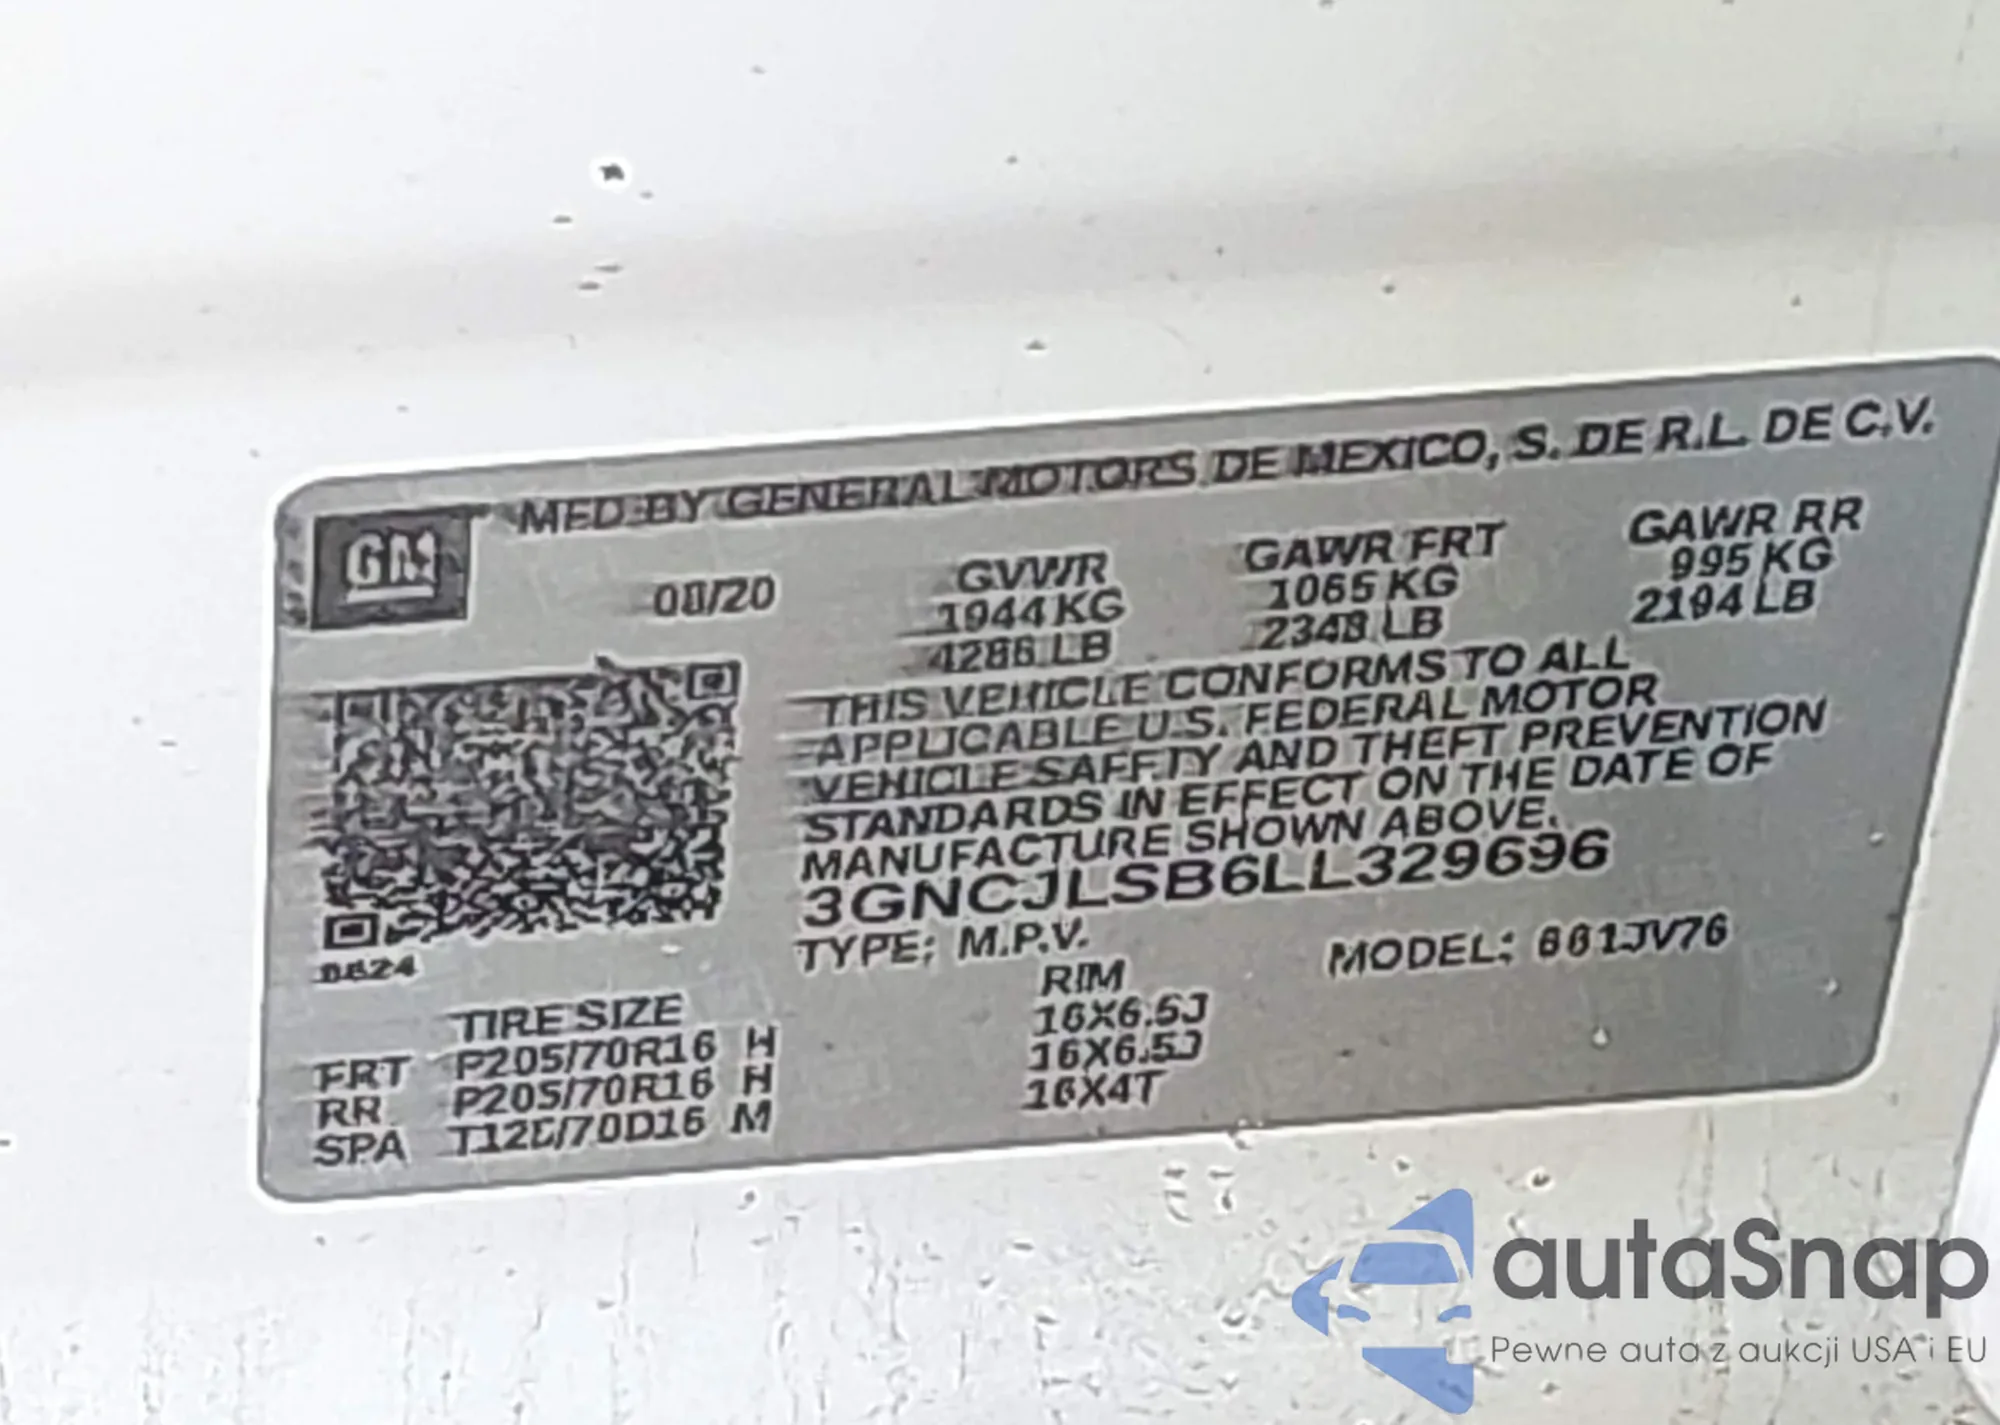 GM
MFD BY GENERAL MOTORS DE MEXICO, S. DE R.L. DE C.V.
08/20
GVWR GAWR FRT GAWR RR
1944 KG 1065 KG 995 KG
4286 LB 2348 LB 2194 LB
THIS VEHICLE CONFORMS TO ALL
APPLICABLE U.S. FEDERAL MOTOR
VEHICLE SAFETY AND THEFT PREVENTION
STANDARDS IN EFFECT ON THE DATE OF
MANUFACTURE SHOWN ABOVE.
3GNCJLSB6LL329696
TYPE: M.P.V. MODEL:
TIRE SIZE RIM
FRT P205/70R16 H 16X6.5J
RR P205/70R16 H 16X6.5J
SPA M 16X4T
autaSnap
Pewne auta z aukcji USA i EU